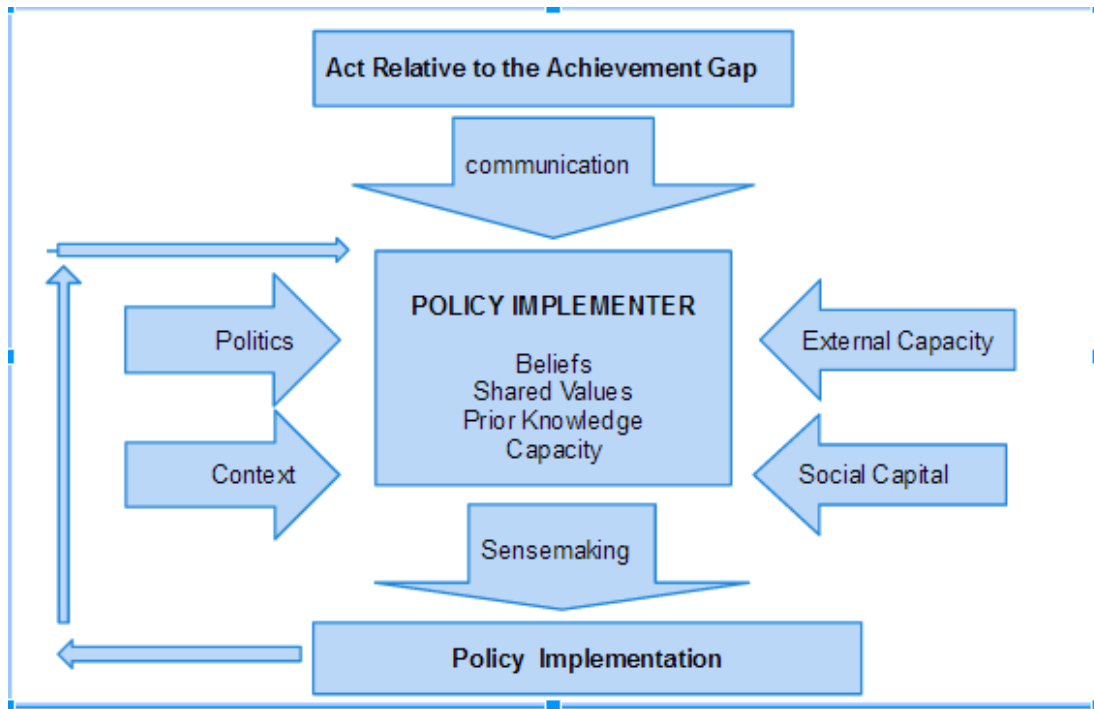 Act Relative to the Achievement Gap
communication
POLICY IMPLEMENTER
Beliefs
Shared Values
Prior Knowledge
Capacity
Politics
External Capacity
Context
Social Capital
Sensemaking
Policy Implementation